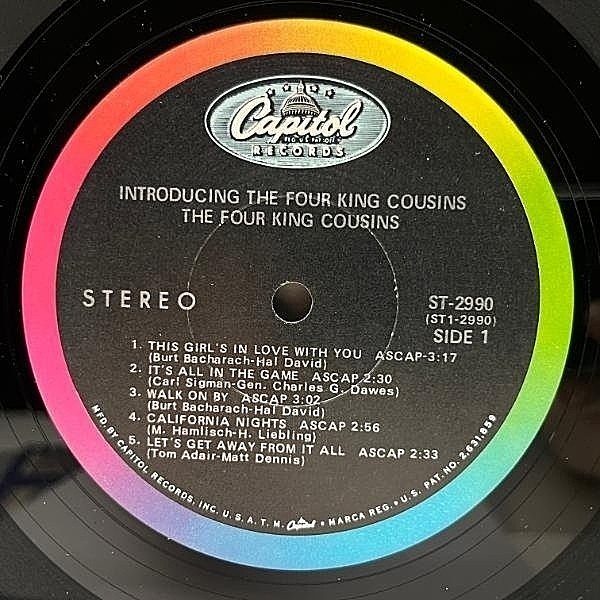 Capitol
REG. U.S. PAT. OFF.
RECORDS
INTRODUCING THE FOUR KING COUSINS
THE FOUR KING COUSINS
STEREO
ST-2990
(ST1-2990)
SIDE 1
1. THIS GIRL'S IN LOVE WITH YOU ASCAP-3:17
(Burt Bacharach-Hal David)
2. IT'S ALL IN THE GAME ASCAP 2:30
(Carl Sigman-Gen. Charles G. Dawes)
3. WALK ON BY ASCAP 3:02
(Burt Bacharach-Hal David)
4. CALIFORNIA NIGHTS ASCAP 2:56
(M. Hamlisch-H. Liebling)
5. LET'S GET AWAY FROM IT ALL ASCAP 2:33
(Tom Adair-Matt Dennis)
MFD. BY CAPITOL RECORDS, INC. U.S.A. T.M. Capitol • MARCA REG. • U.S. PAT. NO. 2,631,859